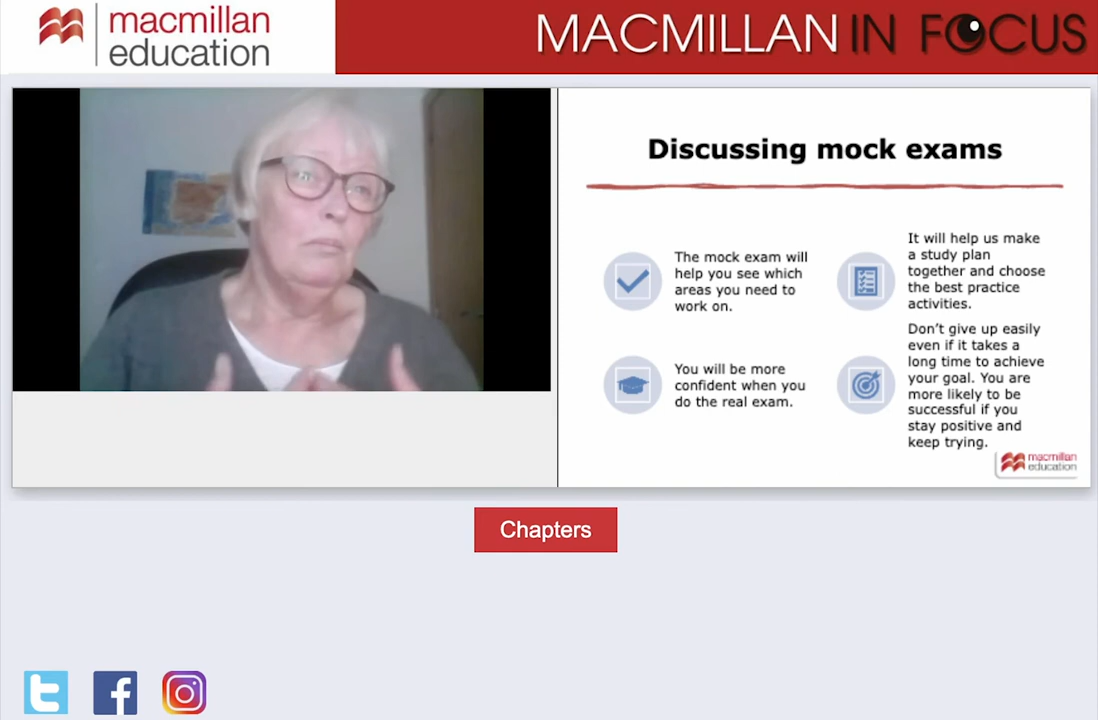 macmillan
education
MACMILLAN IN FOCUS
Discussing mock exams
The mock exam will
help you see which
areas you need to
work on.
It will help us make
a study plan
together and choose
the best practice
activities.
You will be more
confident when you
do the real exam.
Don't give up easily
even if it takes a
long time to achieve
your goal. You are
more likely to be
successful if you
stay positive and
keep trying.
macmillan
education
Chapters